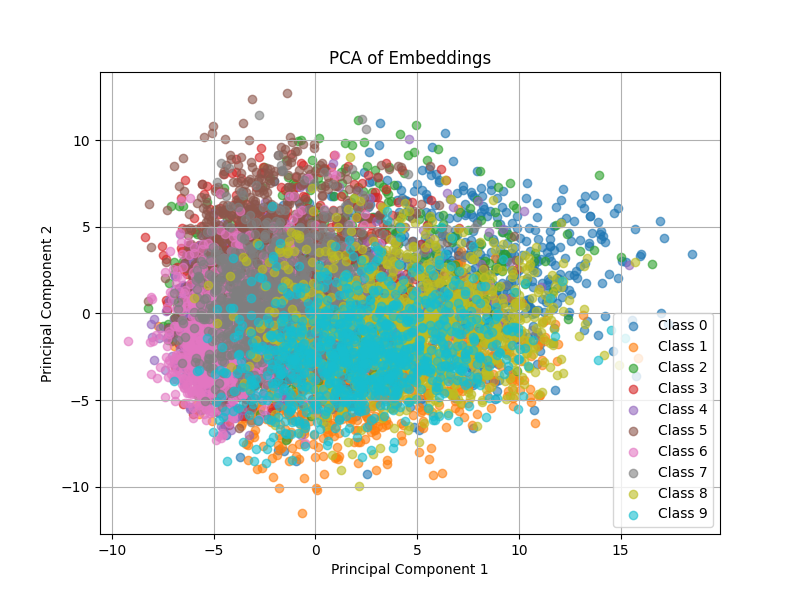 PCA of Embeddings
Principal Component 2
10
5
0
−5
−10
−10 −5 0 5 10 15
Principal Component 1
Class 0
Class 1
Class 2
Class 3
Class 4
Class 5
Class 6
Class 7
Class 8
Class 9